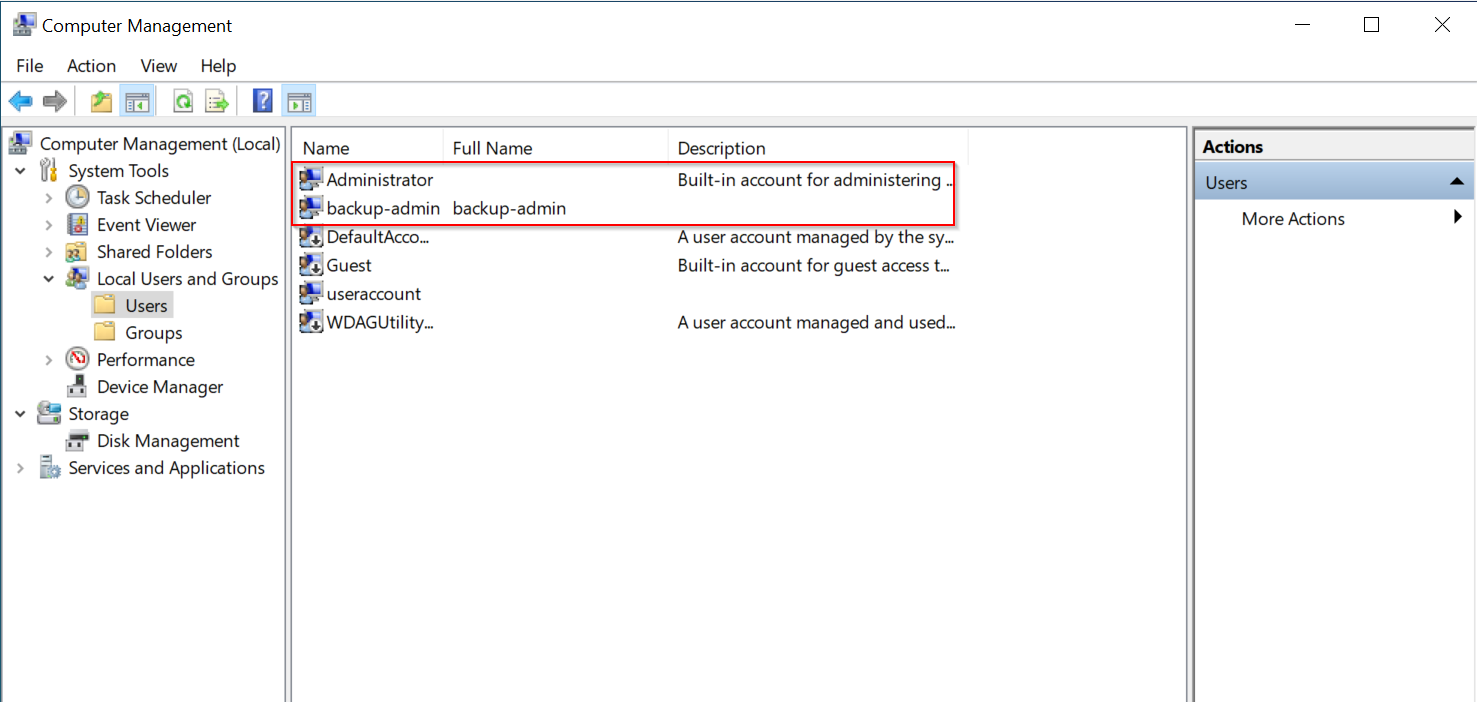 Computer Management
File Action View Help
Computer Management (Local)
System Tools
Task Scheduler
Event Viewer
Shared Folders
Local Users and Groups
Users
Groups
Performance
Device Manager
Storage
Disk Management
Services and Applications
Name Full Name Description
Administrator Built-in account for administering ...
backup-admin backup-admin
DefaultAcco... A user account managed by the sy...
Guest Built-in account for guest access t...
useraccount
WDAGUtility... A user account managed and used...
Actions
Users
More Actions